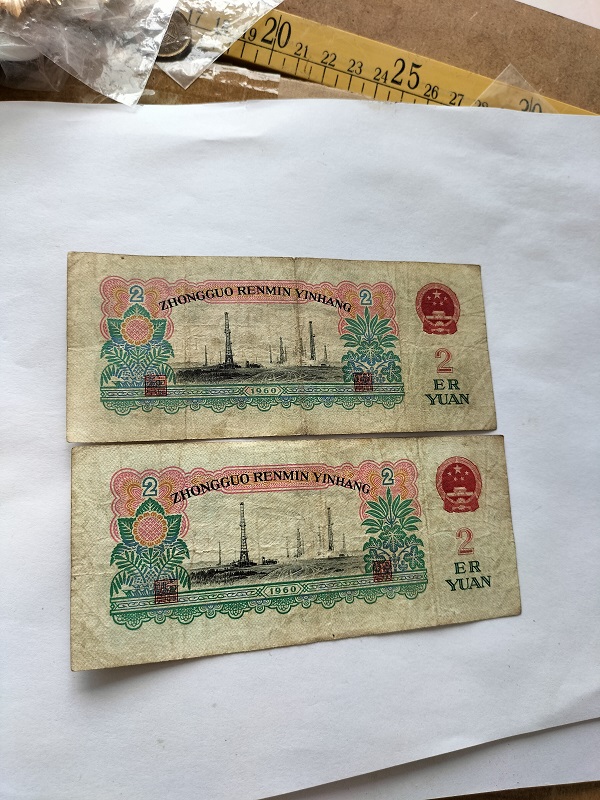 19 20 21 22 23 24 25 26 27 28
2 ZHONGGUO RENMIN YINHANG 2
2
ER
YUAN
1960
2 ZHONGGUO RENMIN YINHANG 2
2
ER
YUAN
1960